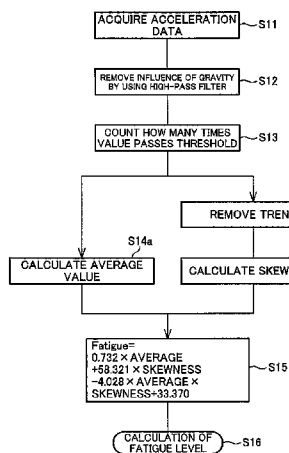 ACQUIRE ACCELERATION
DATA
S11
REMOVE INFLUENCE OF GRAVITY
BY USING HIGH-PASS FILTER
S12
COUNT HOW MANY TIMES
VALUE PASSES THRESHOLD
S13
REMOVE TREN
S14a
CALCULATE AVERAGE
VALUE
CALCULATE SKEW
Fatigue=
0.732×AVERAGE
+58.321×SKEWNESS
−4.028×AVERAGE×
SKEWNESS+33.370
S15
CALCULATION OF
FATIGUE LEVEL
S16